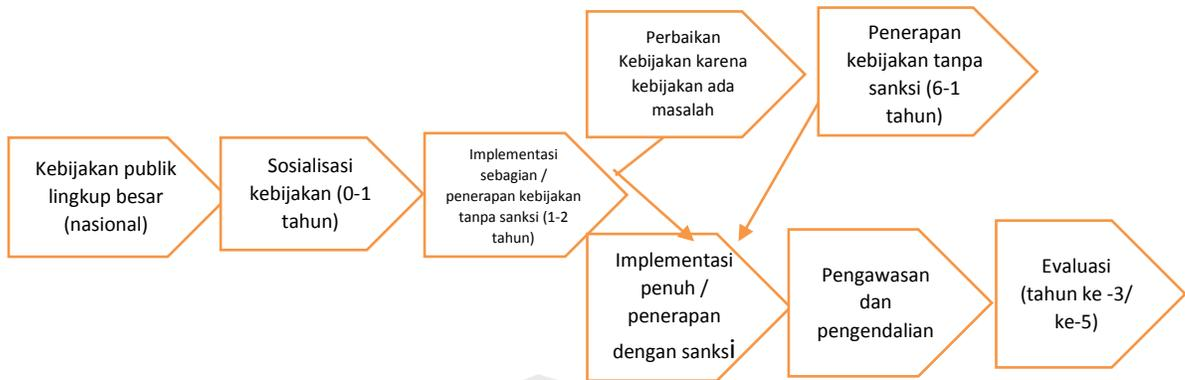 Kebijakan publik
lingkup besar
(nasional)
Sosialisasi
kebijakan (0-1
tahun)
Implementasi
sebagian /
penerapan kebijakan
tanpa sanksi (1-2
tahun)
Perbaikan
Kebijakan karena
kebijakan ada
masalah
Penerapan
kebijakan tanpa
sanksi (6-1
tahun)
Implementasi
penuh /
penerapan
dengan sanksi
Pengawasan
dan
pengendalian
Evaluasi
(tahun ke -3/
ke-5)